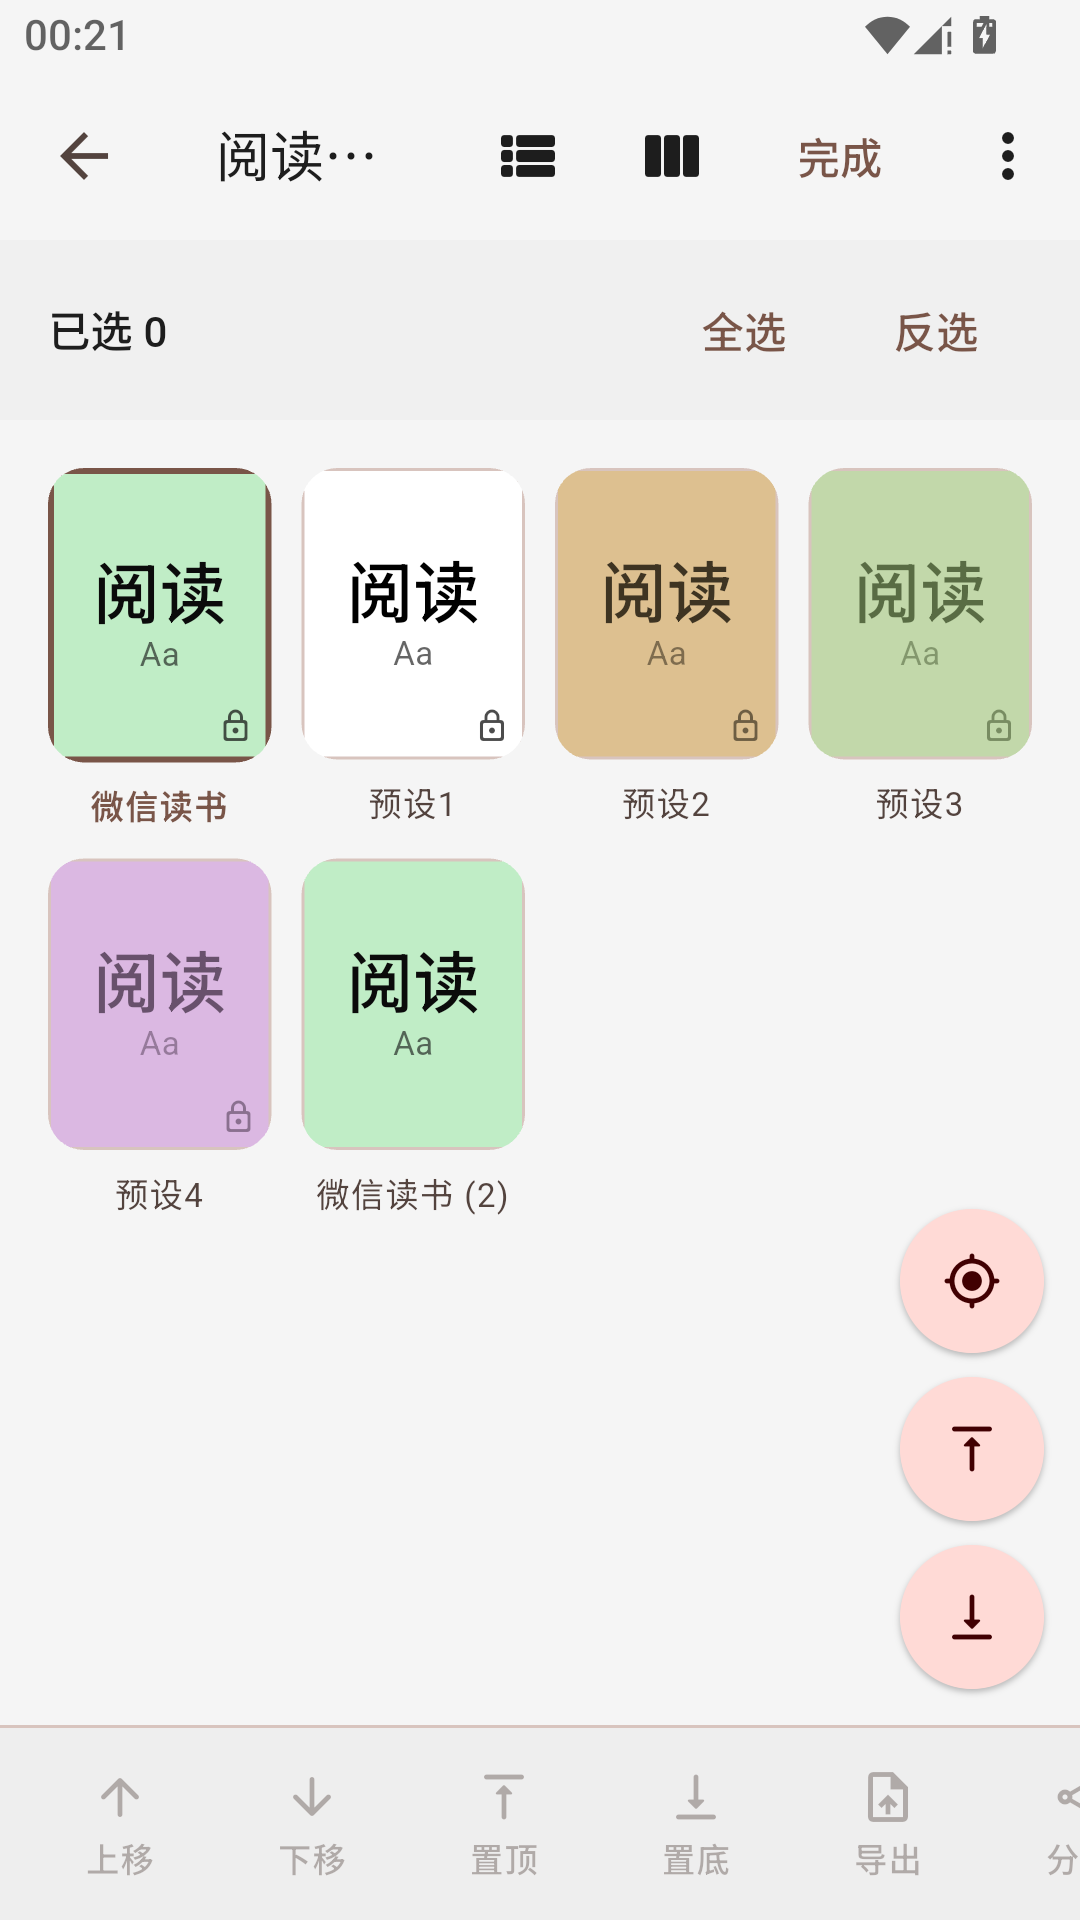 00:21
阅读… 完成
已选 0 全选 反选
阅读 阅读 阅读 阅读
Aa Aa Aa Aa
微信读书 预设1 预设2 预设3
阅读 阅读
Aa Aa
预设4 微信读书 (2)
上移 下移 置顶 置底 导出 分